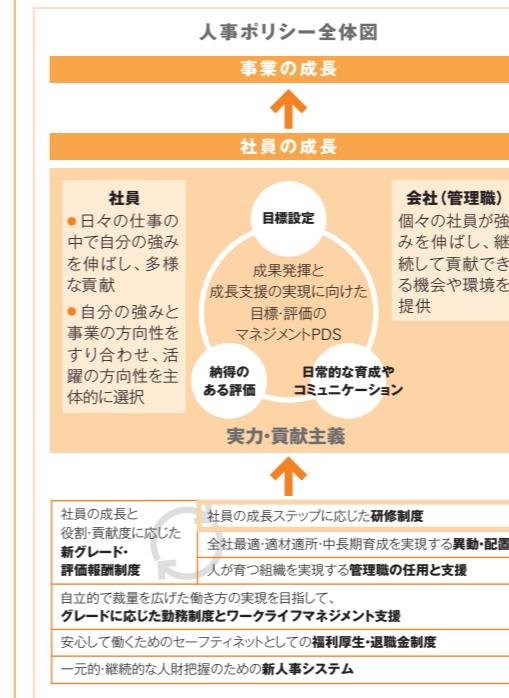 人事ポリシー全体図
事業の成長
社員の成長
社員
●日々の仕事の
中で自分の強み
を伸ばし、多様
な貢献
●自分の強みと
事業の方向性を
すり合わせ、活
躍の方向性を主
体的に選択
目標設定
成果発揮と
成長支援の実現に向けた
目標・評価の
マネジメントPDS
納得の
ある評価
日常的な育成や
コミュニケーション
会社（管理職）
個々の社員が強
みを伸ばし、継
続して貢献でき
る機会や環境を
提供
実力・貢献主義
社員の成長と
役割・貢献度に応じた
新グレード・
評価報酬制度
社員の成長ステップに応じた研修制度
全社最適・適材適所・中長期育成を実現する異動・配置
人が育つ組織を実現する管理職の任用と支援
自立的で裁量を広げた働き方の実現を目指して、
グレードに応じた勤務制度とワークライフマネジメント支援
安心して働くためのセーフティネットとしての福利厚生・退職金制度
一元的・継続的な人財把握のための新人事システム